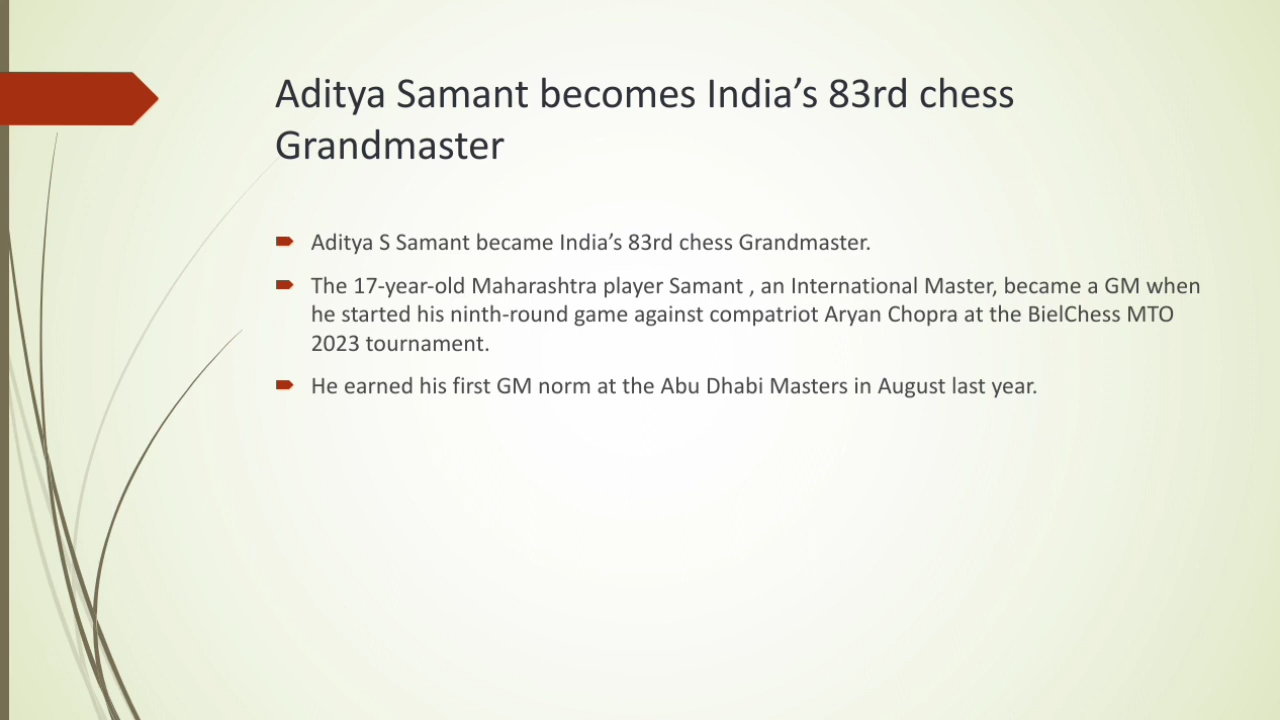 Aditya Samant becomes India’s 83rd chess
Grandmaster
Aditya S Samant became India’s 83rd chess Grandmaster.
The 17-year-old Maharashtra player Samant , an International Master, became a GM when
he started his ninth-round game against compatriot Aryan Chopra at the BielChess MTO
2023 tournament.
He earned his first GM norm at the Abu Dhabi Masters in August last year.